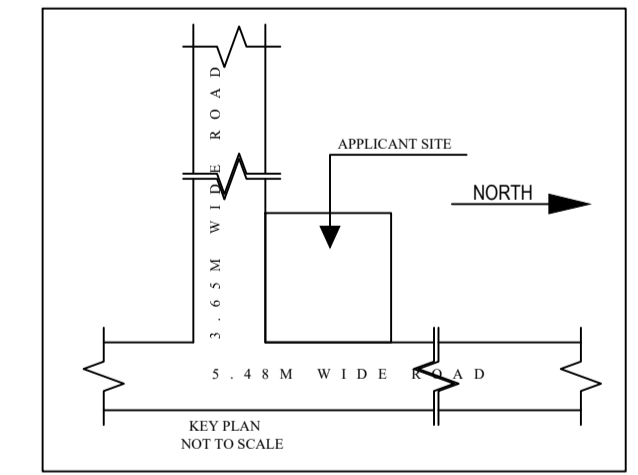 APPLICANT SITE
NORTH
3.65M WIDE ROAD
5.48M WIDE ROAD
KEY PLAN
NOT TO SCALE